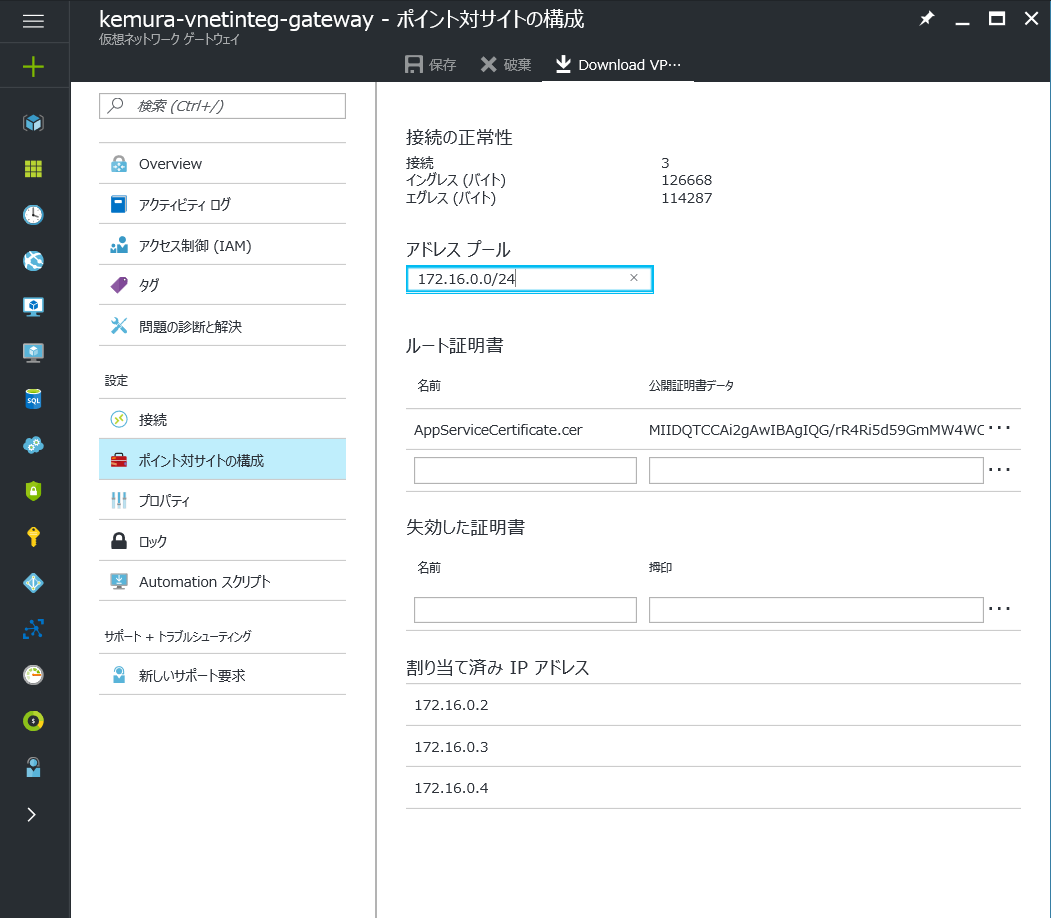 kemura-vnetinteg-gateway - ポイント対サイトの構成
仮想ネットワーク ゲートウェイ
保存
破棄
Download VP…
検索 (Ctrl+/)
Overview
アクティビティ ログ
アクセス制御 (IAM)
タグ
問題の診断と解決
設定
接続
ポイント対サイトの構成
プロパティ
ロック
Automation スクリプト
サポート + トラブルシューティング
新しいサポート要求
接続の正常性
接続 3
イングレス (バイト) 126668
エグレス (バイト) 114287
アドレス プール
172.16.0.0/24
ルート証明書
名前 公開証明書データ
AppServiceCertificate.cer MIIDQTCCAi2gAwIBAgIQG/rR4Ri5d59GmMW4WC
失効した証明書
名前 拇印
割り当て済み IP アドレス
172.16.0.2
172.16.0.3
172.16.0.4